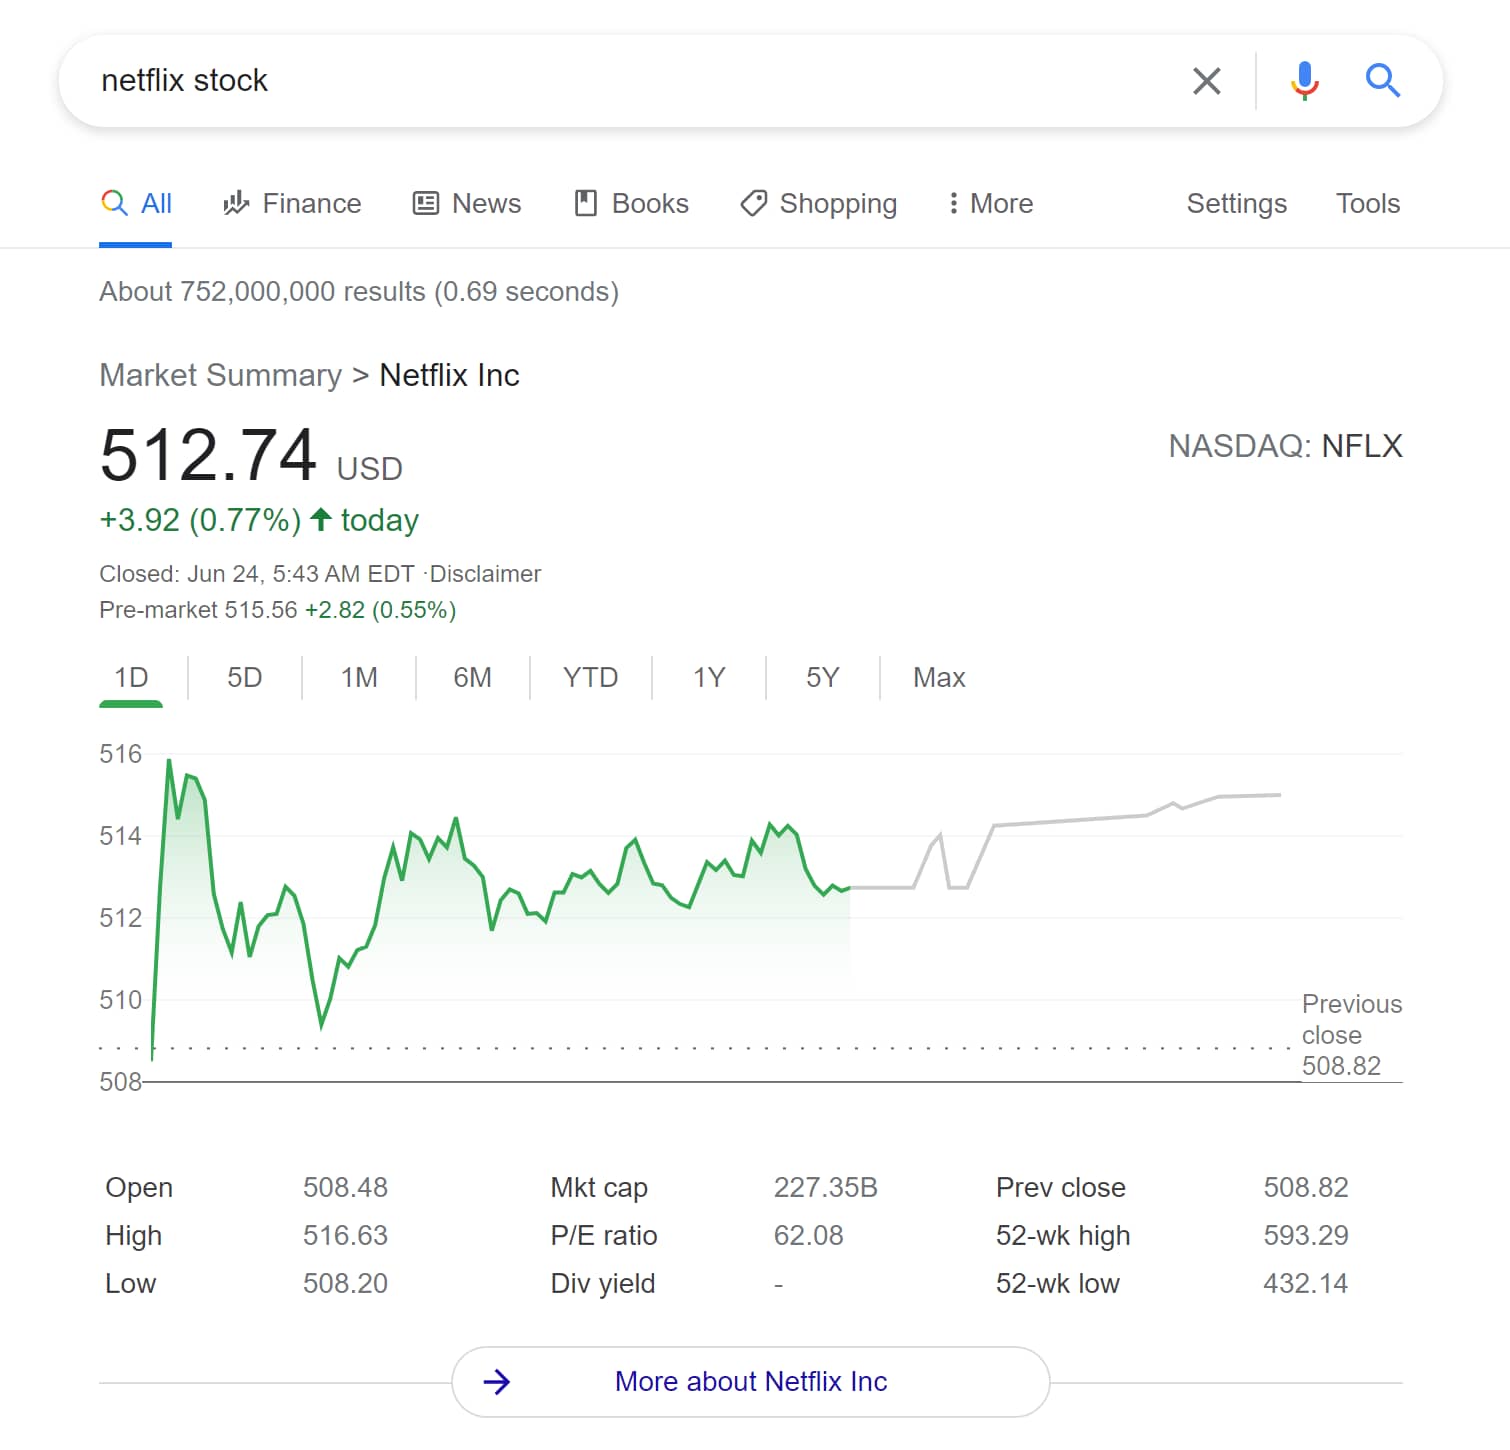 netflix stock
All Finance News Books Shopping More Settings Tools
About 752,000,000 results (0.69 seconds)
Market Summary > Netflix Inc
512.74 USD
NASDAQ: NFLX
+3.92 (0.77%) today
Closed: Jun 24, 5:43 AM EDT ·Disclaimer
Pre-market 515.56 +2.82 (0.55%)
1D 5D 1M 6M YTD 1Y 5Y Max
516
514
512
510
508
Previous
close
508.82
Open 508.48 Mkt cap 227.35B Prev close 508.82
High 516.63 P/E ratio 62.08 52-wk high 593.29
Low 508.20 Div yield - 52-wk low 432.14
More about Netflix Inc